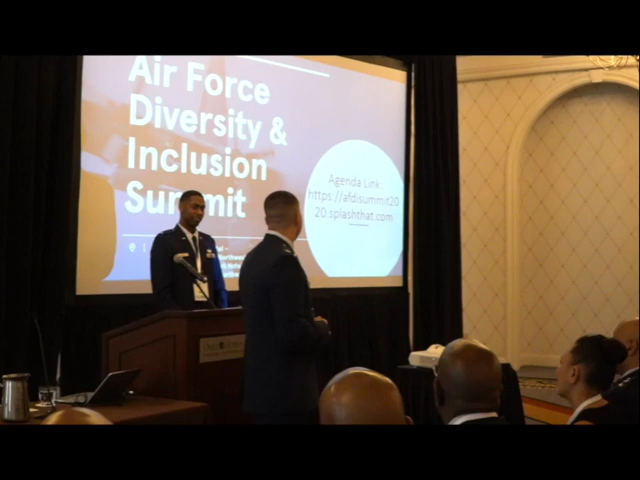 Air Force
Diversity &
Inclusion
Summit
Agenda Link:
https://afdisummit20
20.splashthat.com